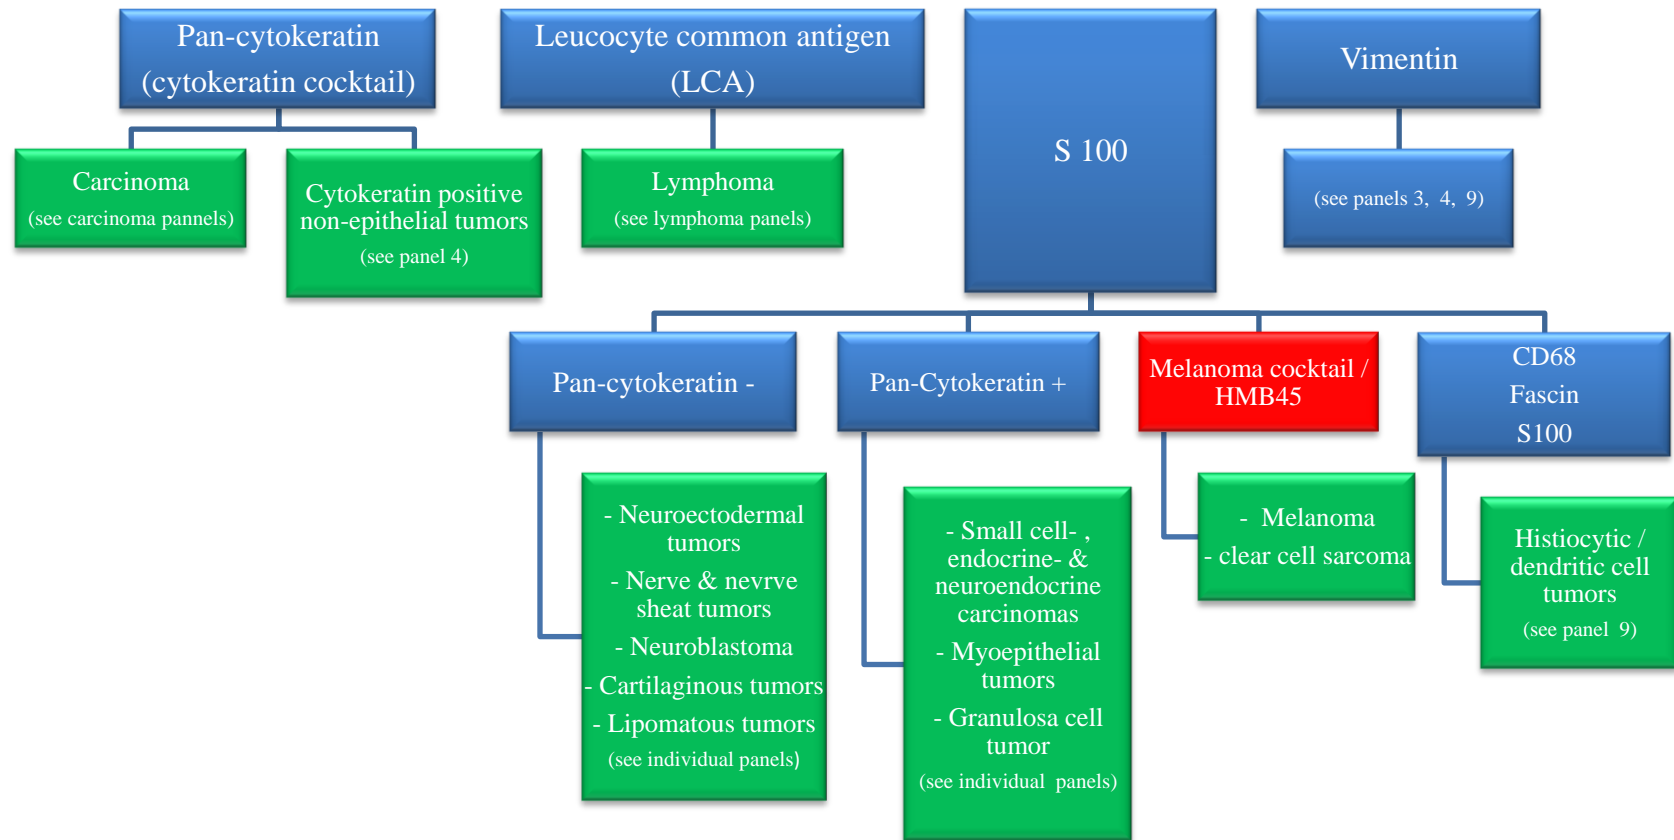 Pan-cytokeratin
(cytokeratin cocktail)
Leucocyte common antigen
(LCA)
S 100
Vimentin
Carcinoma
(see carcinoma pannels)
Cytokeratin positive
non-epithelial tumors
(see panel 4)
Lymphoma
(see lymphoma panels)
(see panels 3, 4, 9)
Pan-cytokeratin -
Pan-Cytokeratin +
Melanoma cocktail /
HMB45
CD68
Fascin
S100
- Neuroectodermal
tumors
- Nerve & nevrve
sheat tumors
- Neuroblastoma
- Cartilaginous tumors
- Lipomatous tumors
(see individual panels)
- Small cell- ,
endocrine- &
neuroendocrine
carcinomas
- Myoepithelial
tumors
- Granulosa cell
tumor
(see individual panels)
- Melanoma
- clear cell sarcoma
Histiocytic /
dendritic cell
tumors
(see panel 9)